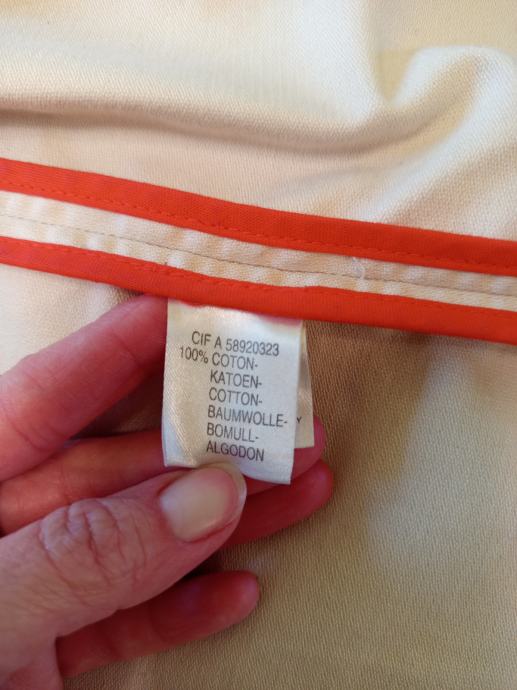 CIF A 58920323
100% COTON-
KATOEN-
COTTON-
BAUMWOLLE-
BOMULL-
ALGODON
Y